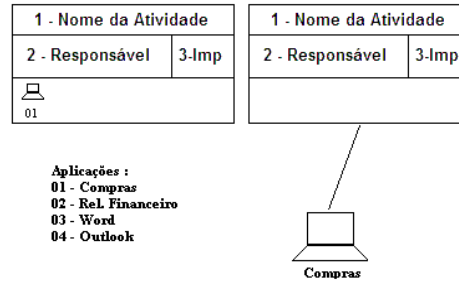 1 - Nome da Atividade
2 - Responsável 3-Imp
01
1 - Nome da Atividade
2 - Responsável 3-Imp
Aplicações :
01 - Compras
02 - Rel. Financeiro
03 - Word
04 - Outlook
Compras